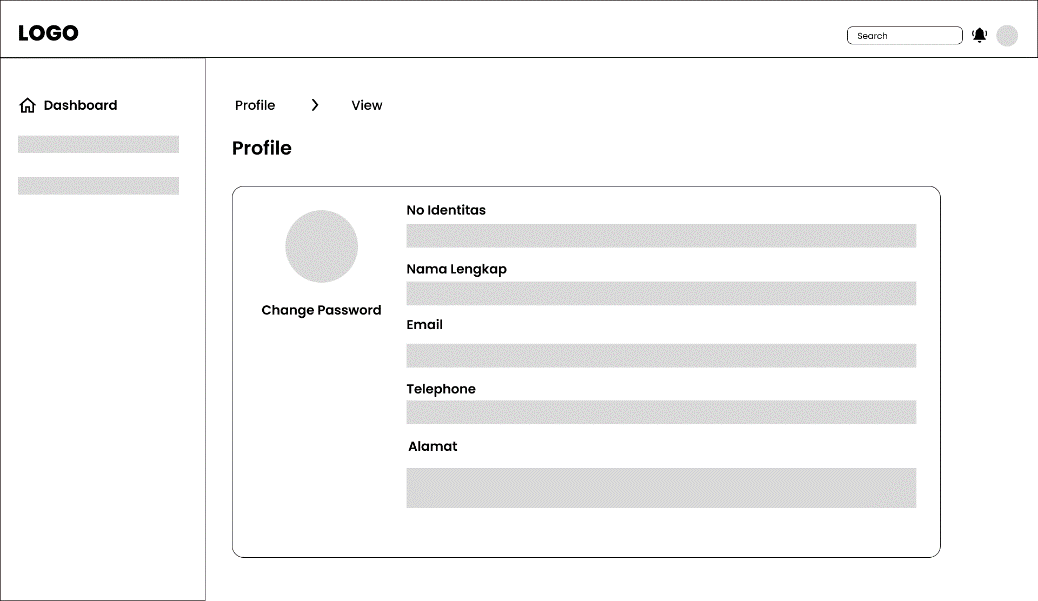 LOGO
Search
Dashboard
Profile > View
Profile
No Identitas
Nama Lengkap
Change Password
Email
Telephone
Alamat